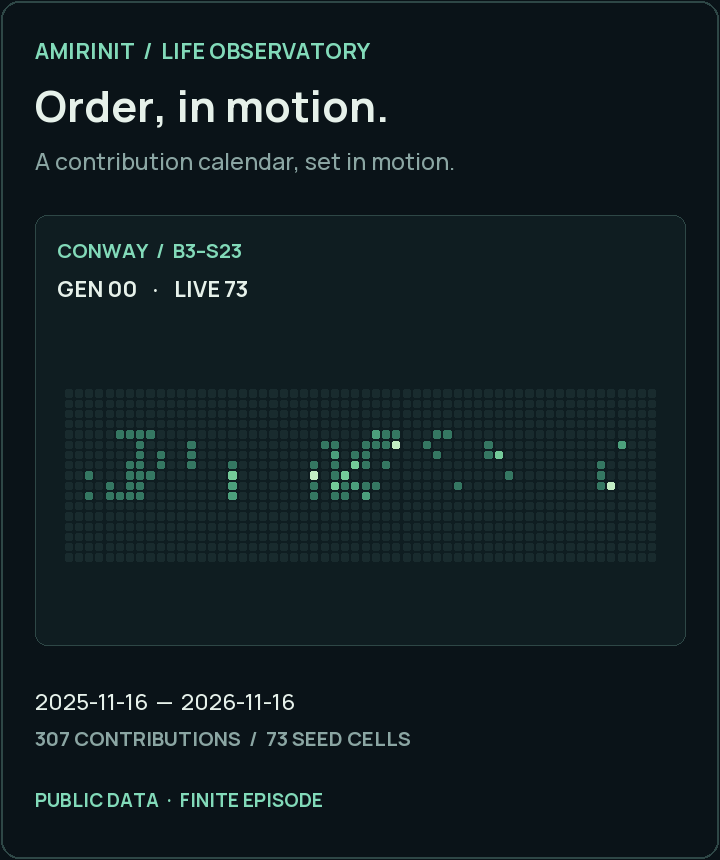 AMIRINIT / LIFE OBSERVATORY
Order, in motion.
A contribution calendar, set in motion.
CONWAY / B3–S23
GEN 00 · LIVE 73
2025-11-16 — 2026-11-16
307 CONTRIBUTIONS / 73 SEED CELLS
PUBLIC DATA · FINITE EPISODE